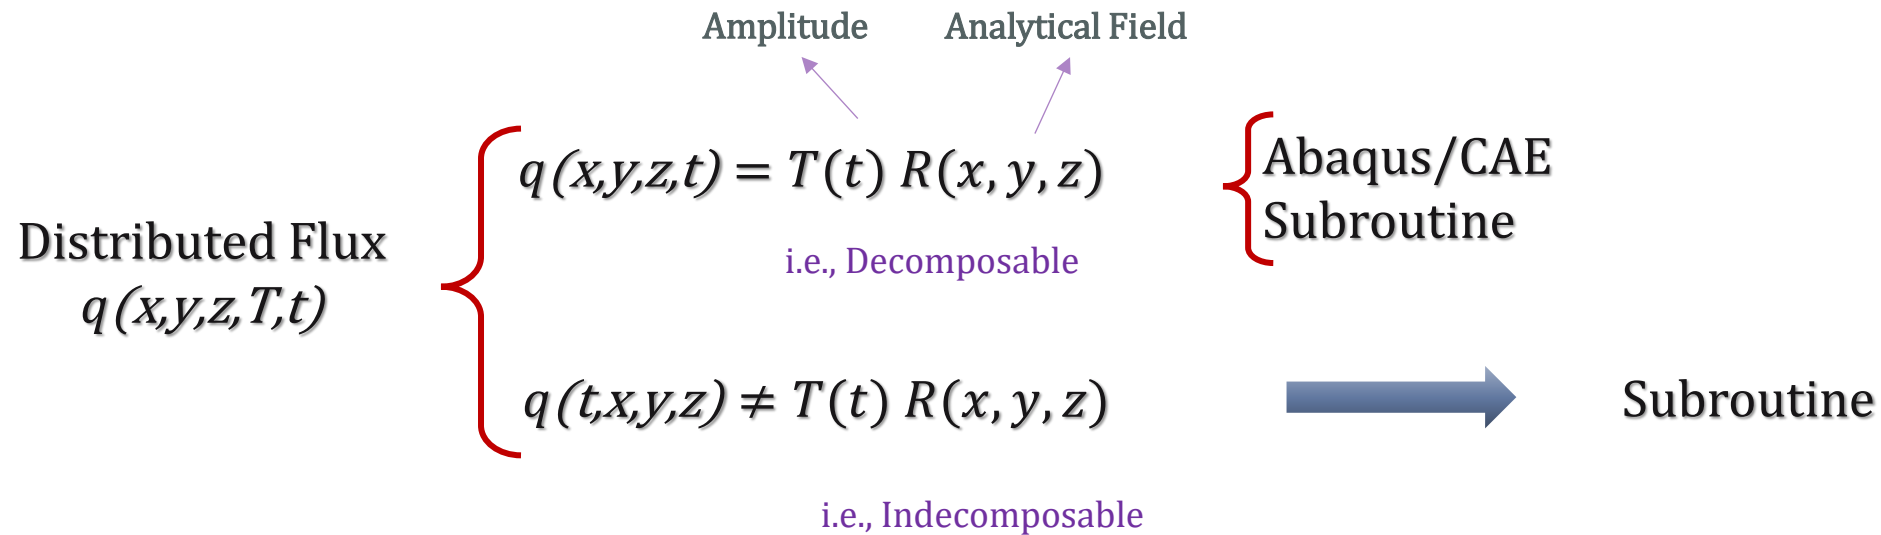 Amplitude Analytical Field
q(x,y,z,t) = T(t) R(x, y, z)
Abaqus/CAE
Subroutine
i.e., Decomposable
Distributed Flux
q(x,y,z,T,t)
q(t,x,y,z) ≠ T(t) R(x, y, z)
Subroutine
i.e., Indecomposable